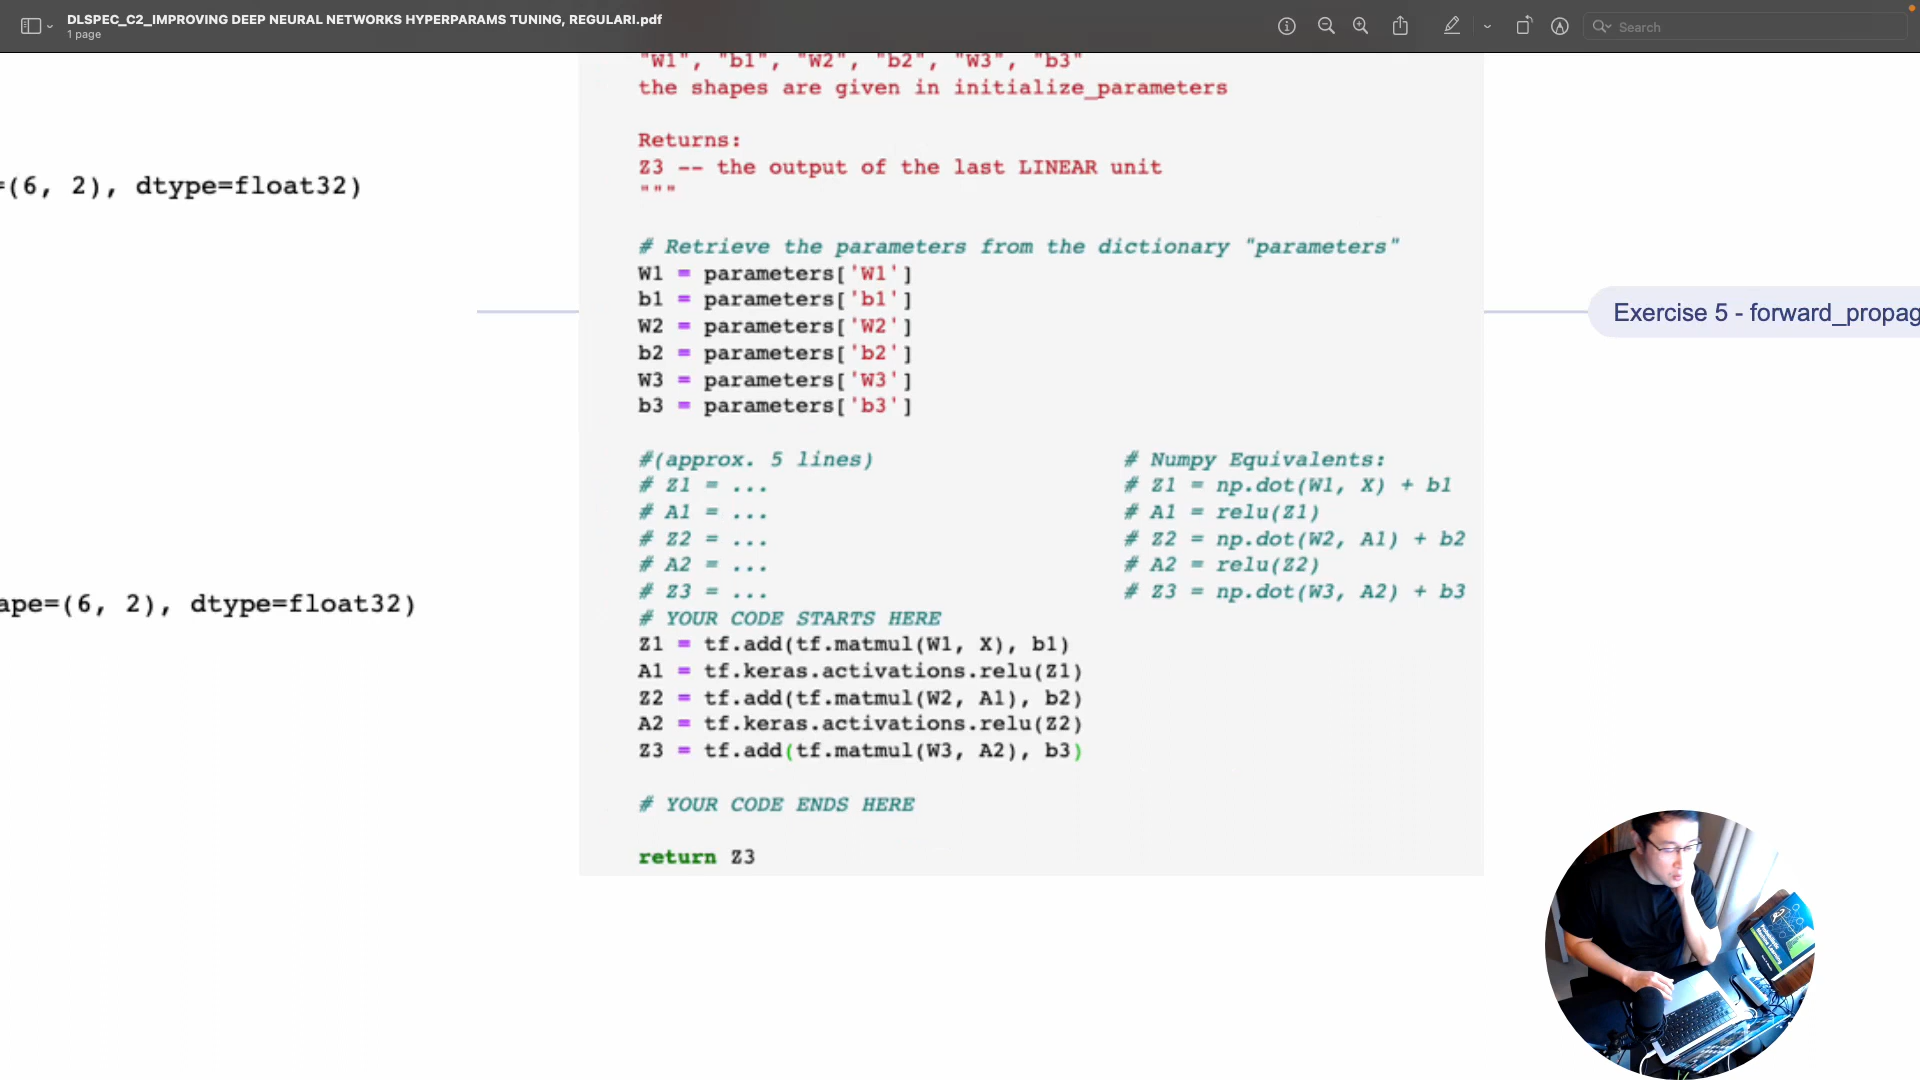 DLSPEC_C2_IMPROVING DEEP NEURAL NETWORKS HYPERPARAMS TUNING, REGULARI.pdf
1 page
Search
"W1", "b1", "W2", "b2", "W3", "b3"
the shapes are given in initialize_parameters
Returns:
Z3 -- the output of the last LINEAR unit
"""
=(6, 2), dtype=float32)
# Retrieve the parameters from the dictionary "parameters"
W1 = parameters['W1']
b1 = parameters['b1']
W2 = parameters['W2']
b2 = parameters['b2']
W3 = parameters['W3']
b3 = parameters['b3']
Exercise 5 - forward_propag
#(approx. 5 lines) # Numpy Equivalents:
# Z1 = ... # Z1 = np.dot(W1, X) + b1
# A1 = ... # A1 = relu(Z1)
# Z2 = ... # Z2 = np.dot(W2, A1) + b2
# A2 = ... # A2 = relu(Z2)
# Z3 = ... # Z3 = np.dot(W3, A2) + b3
ape=(6, 2), dtype=float32)
# YOUR CODE STARTS HERE
Z1 = tf.add(tf.matmul(W1, X), b1)
A1 = tf.keras.activations.relu(Z1)
Z2 = tf.add(tf.matmul(W2, A1), b2)
A2 = tf.keras.activations.relu(Z2)
Z3 = tf.add(tf.matmul(W3, A2), b3)
# YOUR CODE ENDS HERE
return Z3